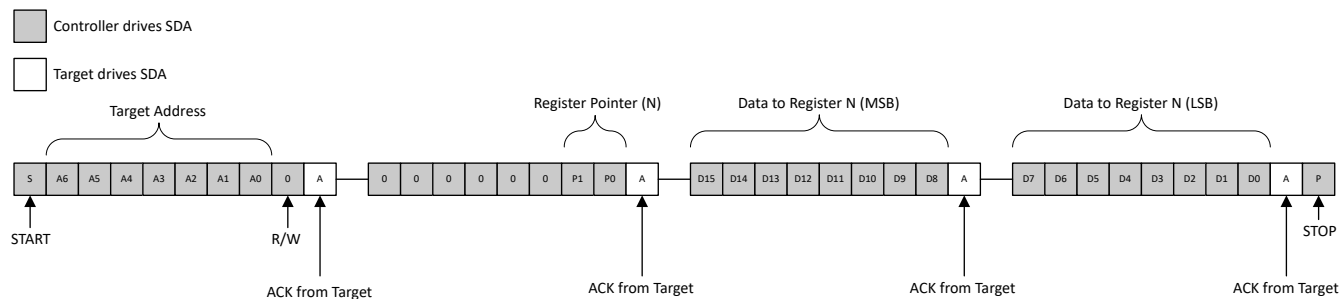 Controller drives SDA
Target drives SDA
Target Address
Register Pointer (N)
Data to Register N (MSB)
Data to Register N (LSB)
S A6 A5 A4 A3 A2 A1 A0 0 A 0 0 0 0 0 0 P1 P0 A D15 D14 D13 D12 D11 D10 D9 D8 A D7 D6 D5 D4 D3 D2 D1 D0 A P
START
R/W
STOP
ACK from Target
ACK from Target
ACK from Target
ACK from Target